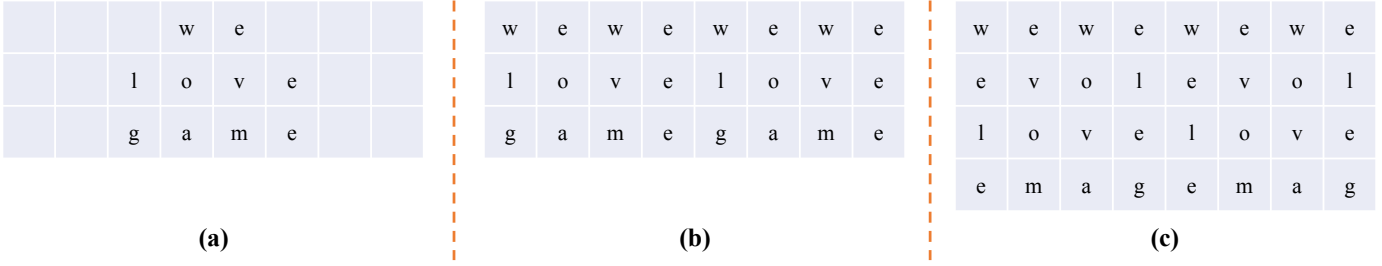 w e
l o v e
g a m e
(a)
w e w e w e w e
l o v e l o v e
g a m e g a m e
(b)
w e w e w e w e
e v o l e v o l
l o v e l o v e
e m a g e m a g
(c)